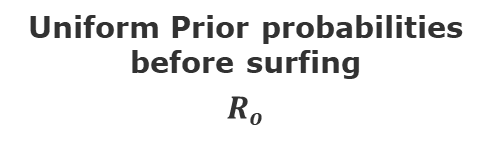 Uniform Prior probabilities
before surfing
R₀